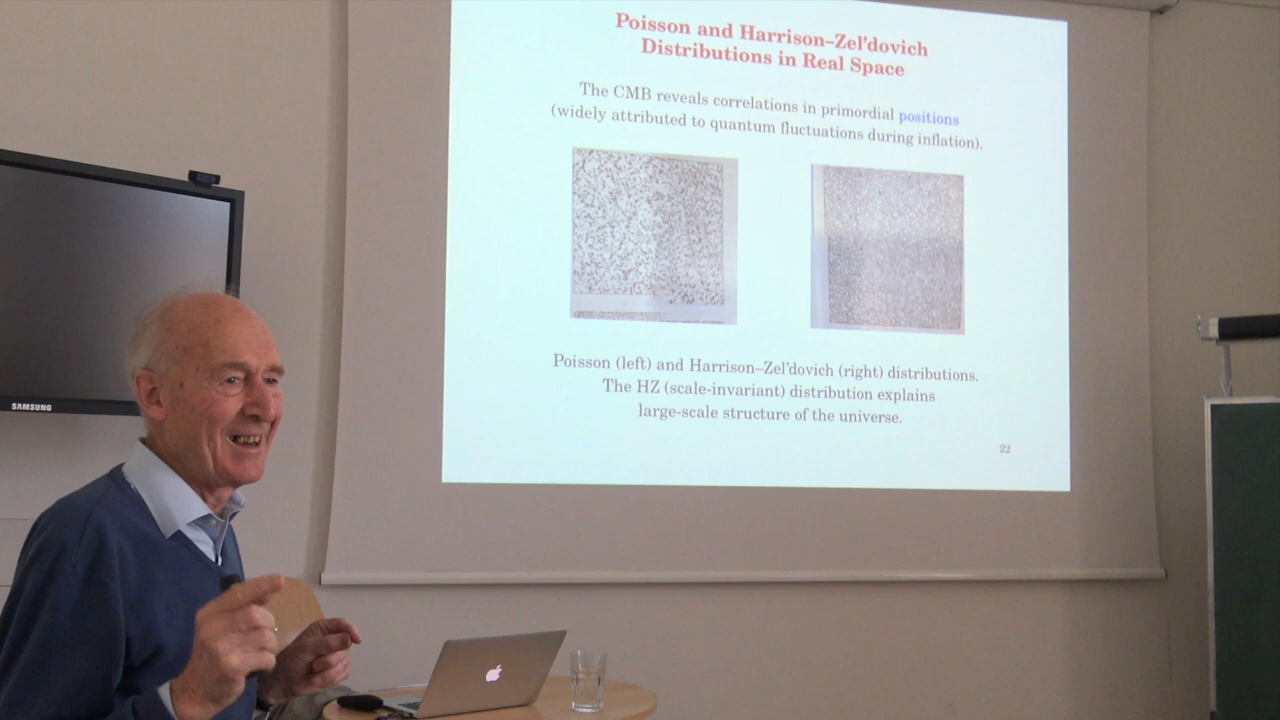 Poisson and Harrison–Zel'dovich
Distributions in Real Space
The CMB reveals correlations in primordial positions
(widely attributed to quantum fluctuations during inflation).
Poisson (left) and Harrison–Zel'dovich (right) distributions.
The HZ (scale-invariant) distribution explains
large-scale structure of the universe.
22
SAMSUNG